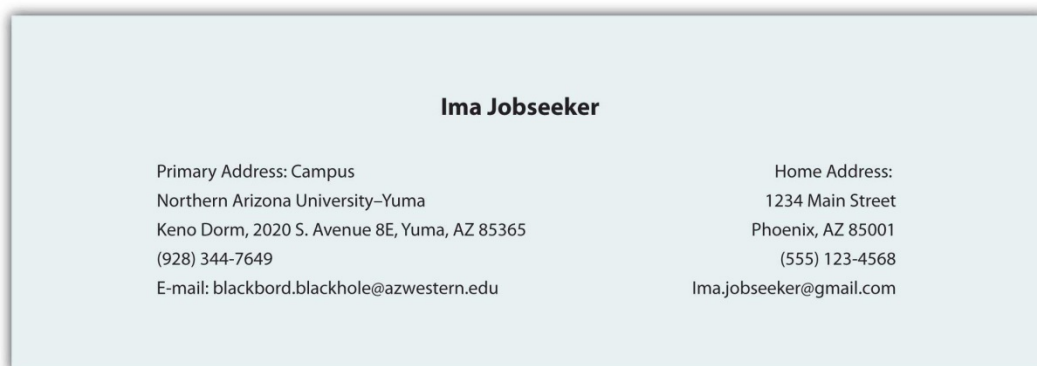 Ima Jobseeker
Primary Address: Campus
Northern Arizona University–Yuma
Keno Dorm, 2020 S. Avenue 8E, Yuma, AZ 85365
(928) 344-7649
E-mail: blackbord.blackhole@azwestern.edu
Home Address:
1234 Main Street
Phoenix, AZ 85001
(555) 123-4568
Ima.jobseeker@gmail.com